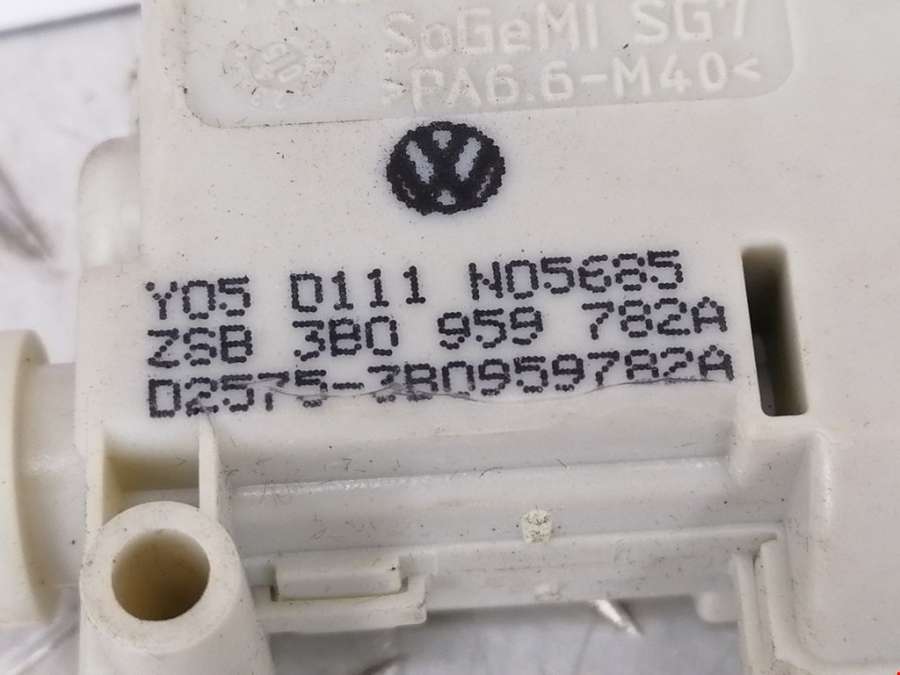 SoGeMI SG7
>PA6.6-M40<
Y05 D111 N05685
ZSB 3B0 959 782A
D2575-3B0959782A